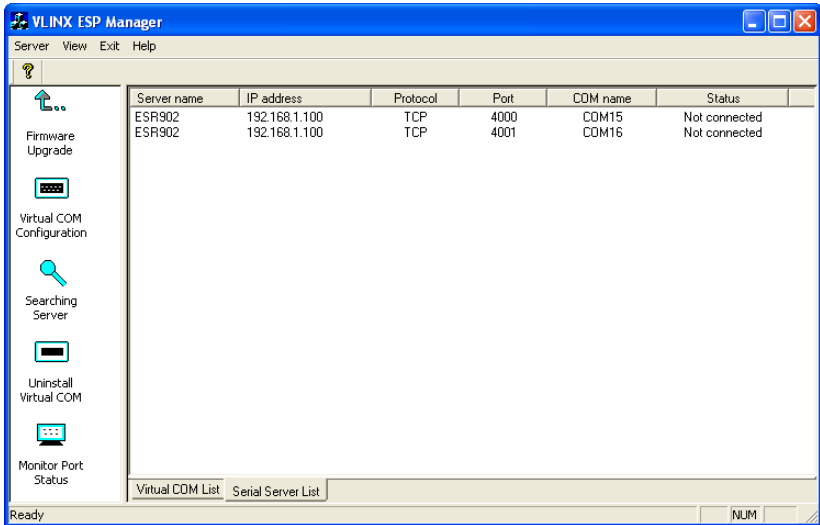 VLINX ESP Manager
Server View Exit Help
Firmware
Upgrade
Virtual COM
Configuration
Searching
Server
Uninstall
Virtual COM
Monitor Port
Status
Server name IP address Protocol Port COM name Status
ESR902 192.168.1.100 TCP 4000 COM15 Not connected
ESR902 192.168.1.100 TCP 4001 COM16 Not connected
Virtual COM List Serial Server List
Ready NUM